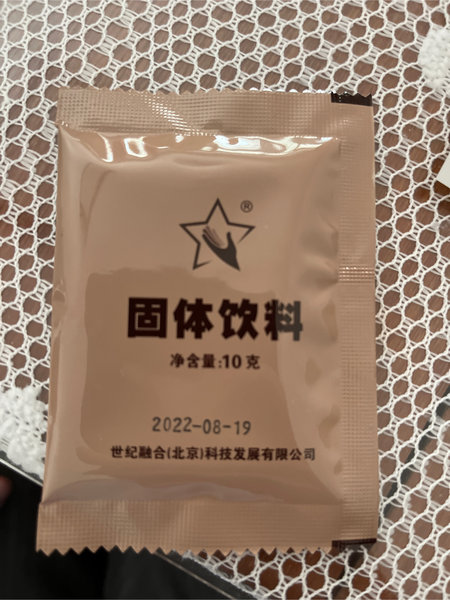 ®
固体饮料
净含量:10克
2022-08-19
世纪融合(北京)科技发展有限公司